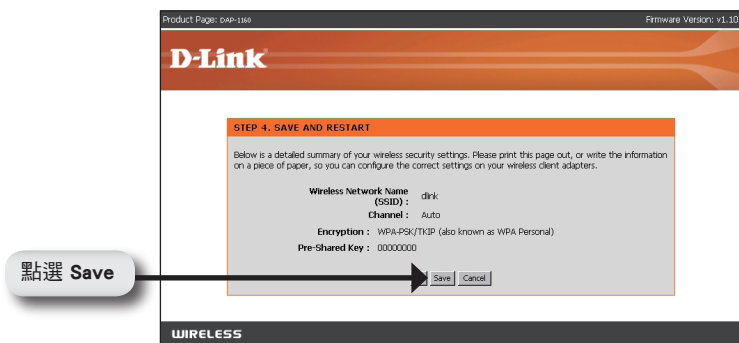 Product Page: DAP-1160 Firmware Version: v1.10
D-Link
STEP 4. SAVE AND RESTART
Below is a detailed summary of your wireless security settings. Please print this page out, or write the information
on a piece of paper, so you can configure the correct settings on your wireless client adapters.
Wireless Network Name
(SSID) : dlink
Channel : Auto
Encryption : WPA-PSK/TKIP (also known as WPA Personal)
Pre-Shared Key : 00000000
點選 Save
Save Cancel
WIRELESS